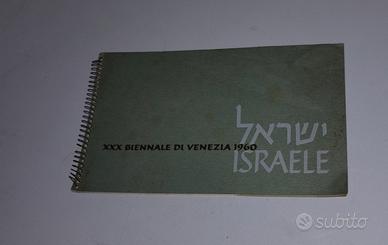 ישראל
XXX BIENNALE DI VENEZIA 1960
ISRAELE
subito